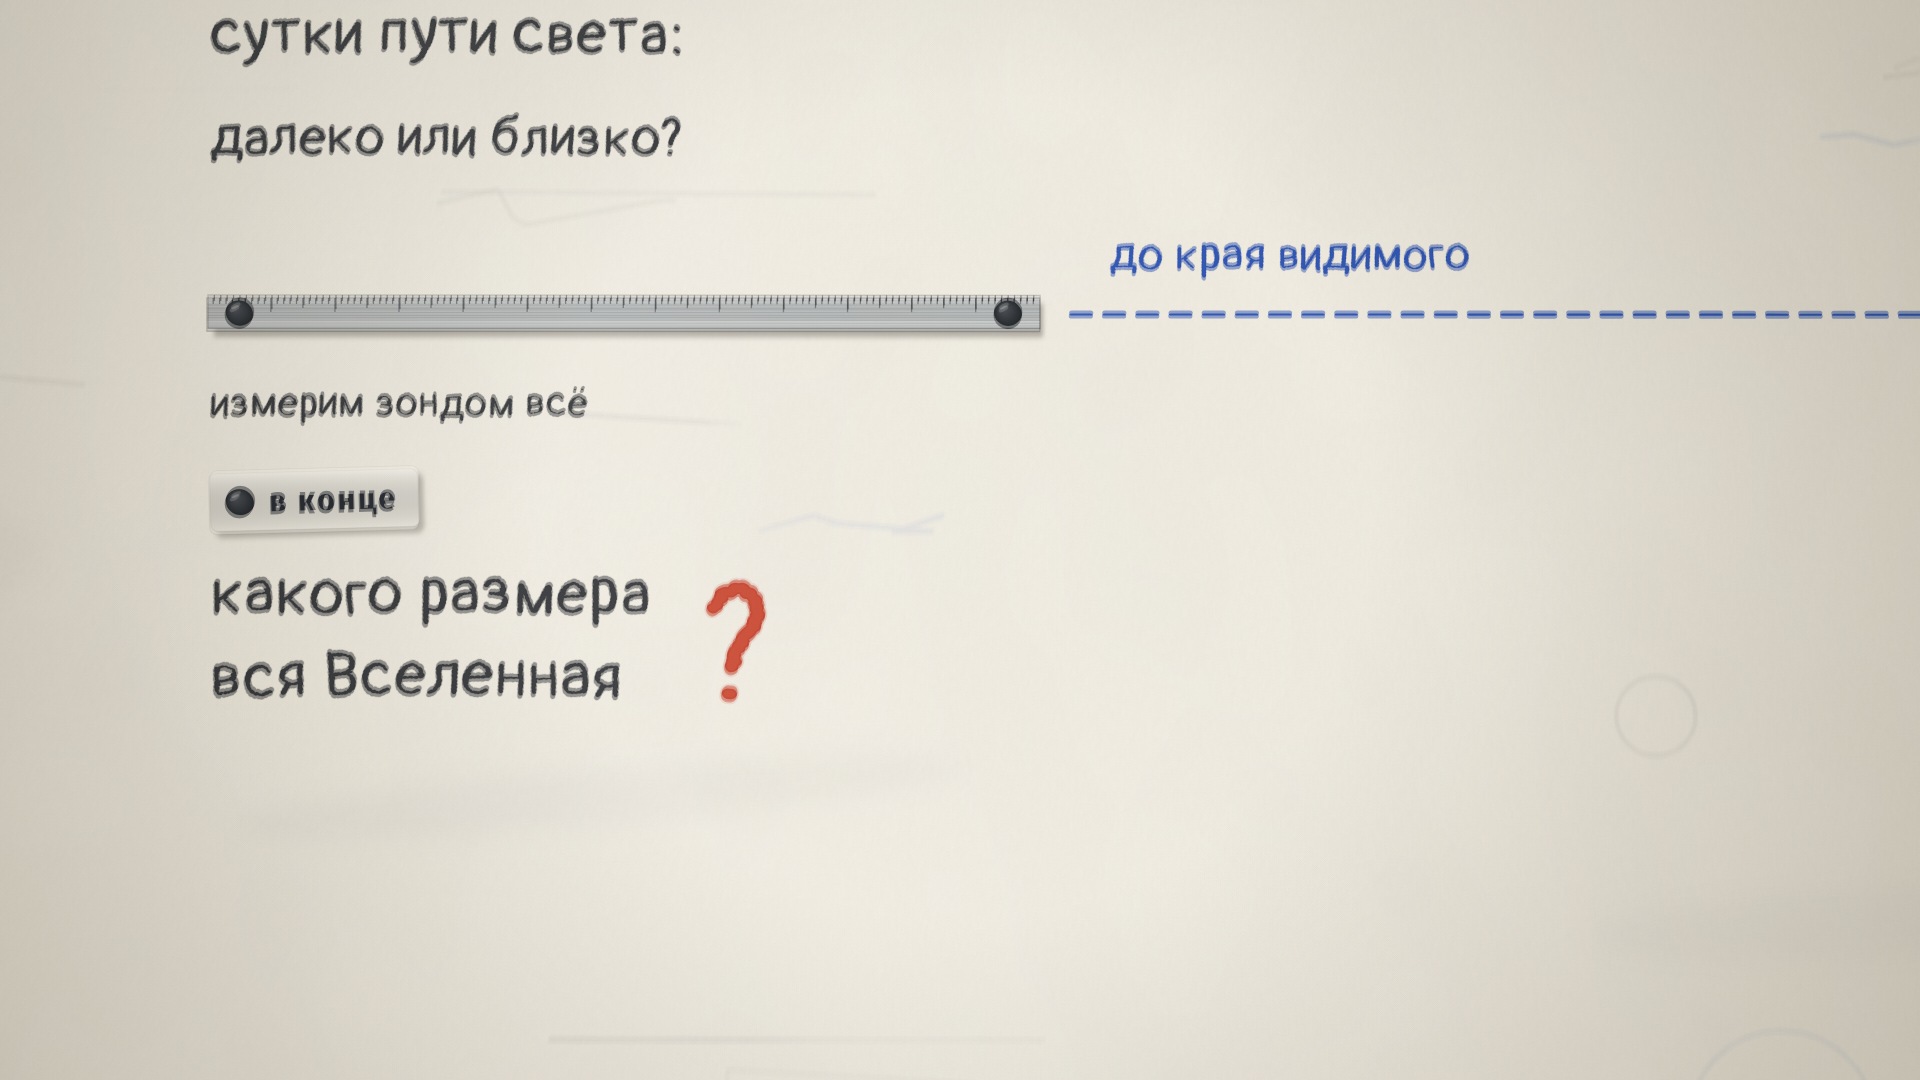 сутки пути света:
далеко или близко?
до края видимого
измерим зондом всё
в конце
какого размера
вся Вселенная ?